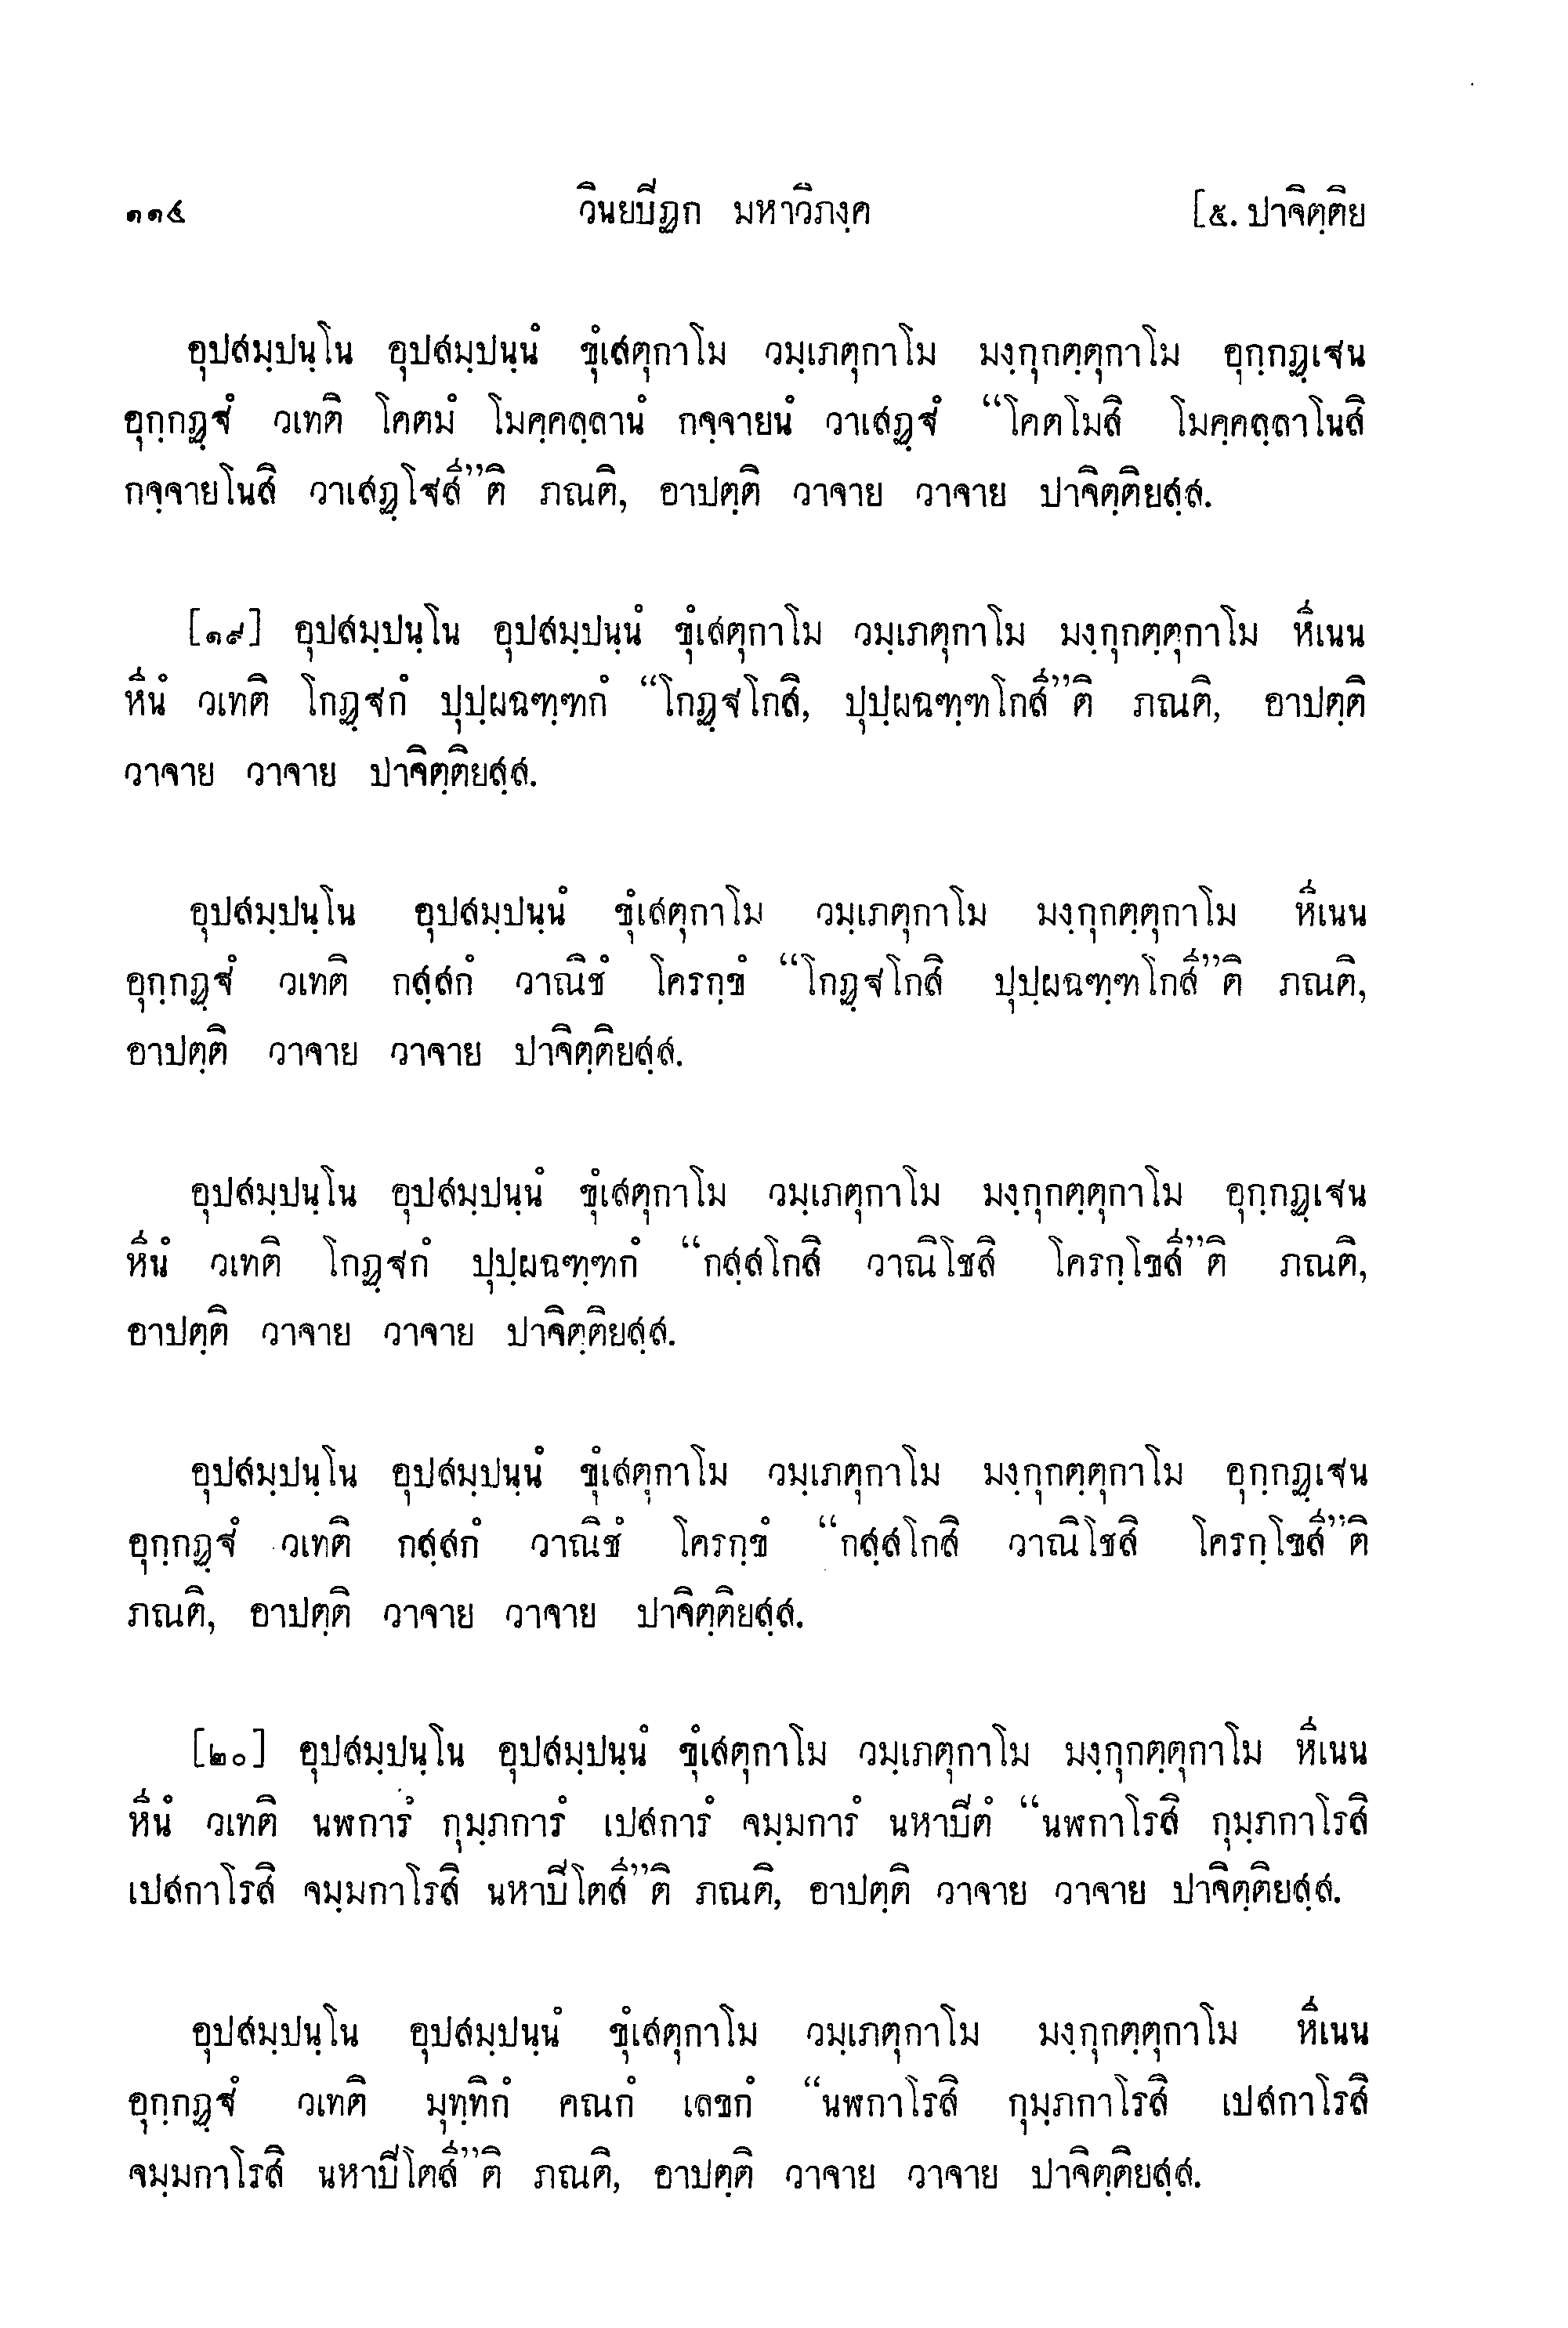 ๑๑๔ วินยปิฏก มหาวิภงฺค [๕. ปาจิตฺติย
อุปสมฺปนฺโน อุปสมฺปนฺนํ ขุํเสตุกาโม วมฺเภตุกาโม มงฺกุกตฺตุกาโม อุกฺกฏฺเฐน
อุกฺกฏฺฐํ วเทติ โคตมํ โมคฺคลฺลานํ กจฺจายนํ วาเสฏฺฐํ “โคตโมสิ โมคฺคลฺลาโนสิ
กจฺจายโนสิ วาเสฏฺโฐสี”ติ ภณติ, อาปตฺติ วาจาย วาจาย ปาจิตฺติยสฺส.
[๑๙] อุปสมฺปนฺโน อุปสมฺปนฺนํ ขุํเสตุกาโม วมฺเภตุกาโม มงฺกุกตฺตุกาโม หีเนน
หีนํ วเทติ โกฏฺฐกํ ปุปฺผฉฑฺฑกํ “โกฏฺฐโกสิ, ปุปฺผฉฑฺฑโกสี”ติ ภณติ, อาปตฺติ
วาจาย วาจาย ปาจิตฺติยสฺส.
อุปสมฺปนฺโน อุปสมฺปนฺนํ ขุํเสตุกาโม วมฺเภตุกาโม มงฺกุกตฺตุกาโม หีเนน
อุกฺกฏฺฐํ วเทติ กสฺสกํ วาณิชํ โครกฺขํ “โกฏฺฐโกสิ ปุปฺผฉฑฺฑโกสี”ติ ภณติ,
อาปตฺติ วาจาย วาจาย ปาจิตฺติยสฺส.
อุปสมฺปนฺโน อุปสมฺปนฺนํ ขุํเสตุกาโม วมฺเภตุกาโม มงฺกุกตฺตุกาโม อุกฺกฏฺเฐน
หีนํ วเทติ โกฏฺฐกํ ปุปฺผฉฑฺฑกํ “กสฺสโกสิ วาณิโชสิ โครกฺโขสี”ติ ภณติ,
อาปตฺติ วาจาย วาจาย ปาจิตฺติยสฺส.
อุปสมฺปนฺโน อุปสมฺปนฺนํ ขุํเสตุกาโม วมฺเภตุกาโม มงฺกุกตฺตุกาโม อุกฺกฏฺเฐน
อุกฺกฏฺฐํ วเทติ กสฺสกํ วาณิชํ โครกฺขํ “กสฺสโกสิ วาณิโชสิ โครกฺโขสี”ติ
ภณติ, อาปตฺติ วาจาย วาจาย ปาจิตฺติยสฺส.
[๒๐] อุปสมฺปนฺโน อุปสมฺปนฺนํ ขุํเสตุกาโม วมฺเภตุกาโม มงฺกุกตฺตุกาโม หีเนน
หีนํ วเทติ นฬการํ กุมฺภการํ เปสการํ จมฺมการํ นหาปิตํ “นฬกาโรสิ กุมฺภกาโรสิ
เปสกาโรสิ จมฺมกาโรสิ นหาปิโตสี”ติ ภณติ, อาปตฺติ วาจาย วาจาย ปาจิตฺติยสฺส.
อุปสมฺปนฺโน อุปสมฺปนฺนํ ขุํเสตุกาโม วมฺเภตุกาโม มงฺกุกตฺตุกาโม หีเนน
อุกฺกฏฺฐํ วเทติ มุทฺทิกํ คณกํ เลขกํ “นฬกาโรสิ กุมฺภกาโรสิ เปสกาโรสิ
จมฺมกาโรสิ นหาปิโตสี”ติ ภณติ, อาปตฺติ วาจาย วาจาย ปาจิตฺติยสฺส.